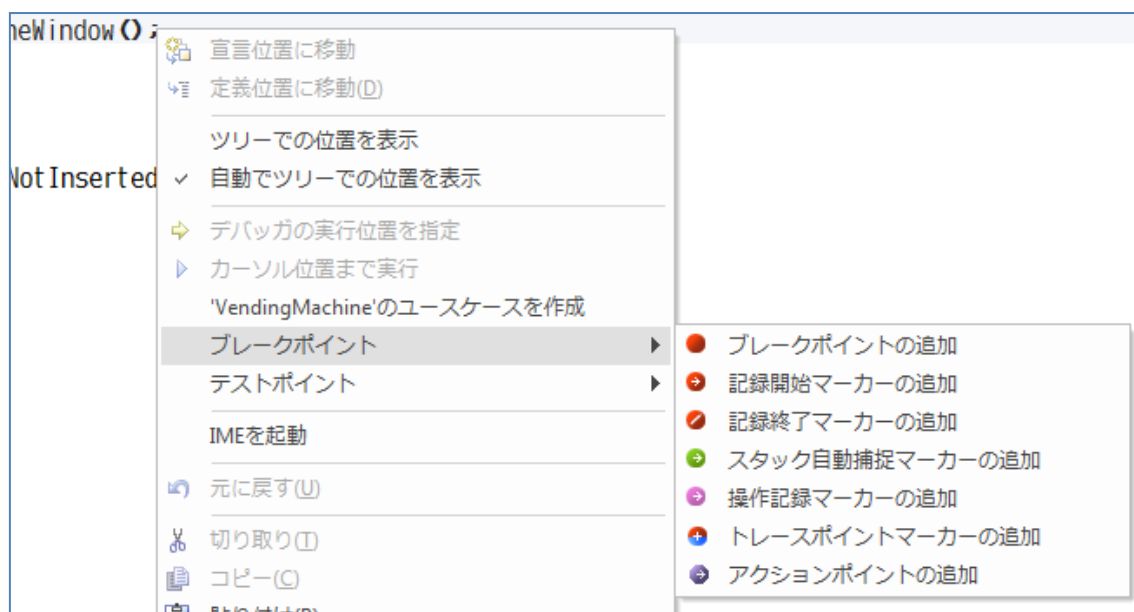 neWindow();
宣言位置に移動
定義位置に移動(D)
ツリーでの位置を表示
NotInserted
自動でツリーでの位置を表示
デバッガの実行位置を指定
カーソル位置まで実行
'VendingMachine'のユースケースを作成
ブレークポイント
テストポイント
IMEを起動
元に戻す(U)
切り取り(T)
コピー(C)
貼り付け(P)
ブレークポイントの追加
記録開始マーカーの追加
記録終了マーカーの追加
スタック自動捕捉マーカーの追加
操作記録マーカーの追加
トレースポイントマーカーの追加
アクションポイントの追加